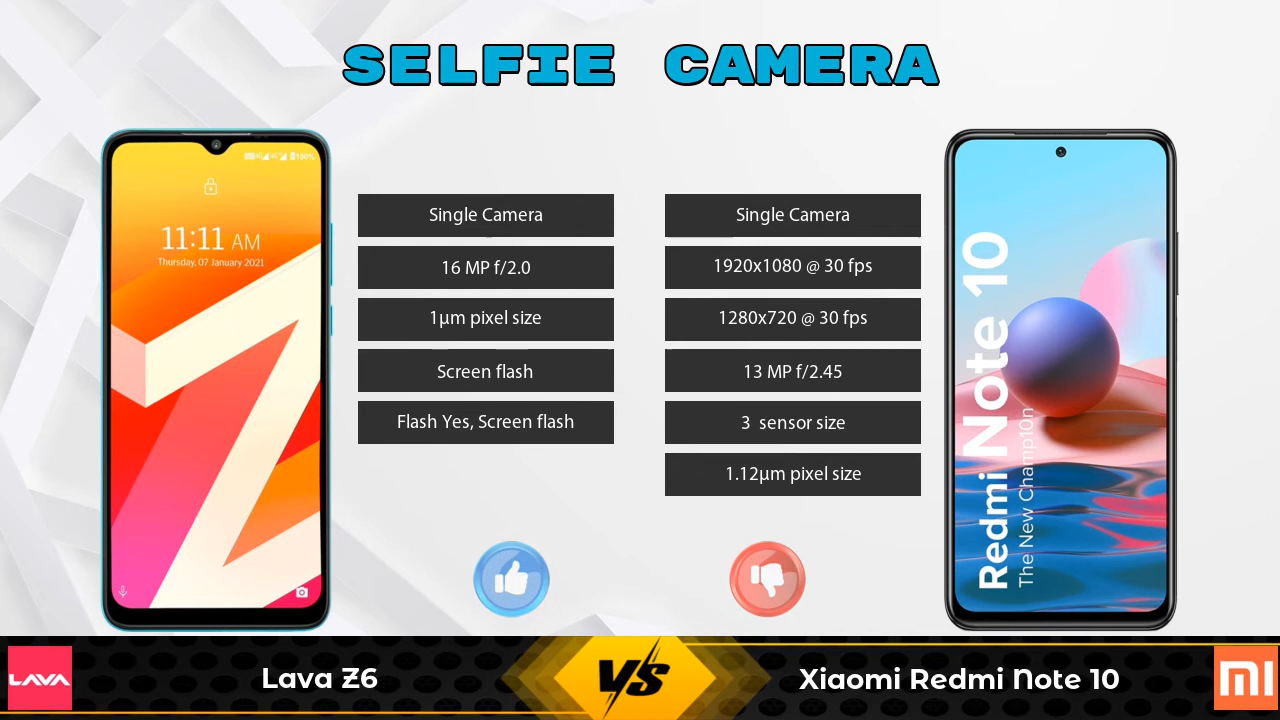 SELFIE CAMERA
11:11 AM
Thursday, 07 January 2021
100%
Single Camera
16 MP f/2.0
1µm pixel size
Screen flash
Flash Yes, Screen flash
Single Camera
1920x1080 @ 30 fps
1280x720 @ 30 fps
13 MP f/2.45
3 sensor size
1.12µm pixel size
Redmi Note 10
The New Champ10n
LAVA
Lava Z6
VS
Xiaomi Redmi Note 10
MI